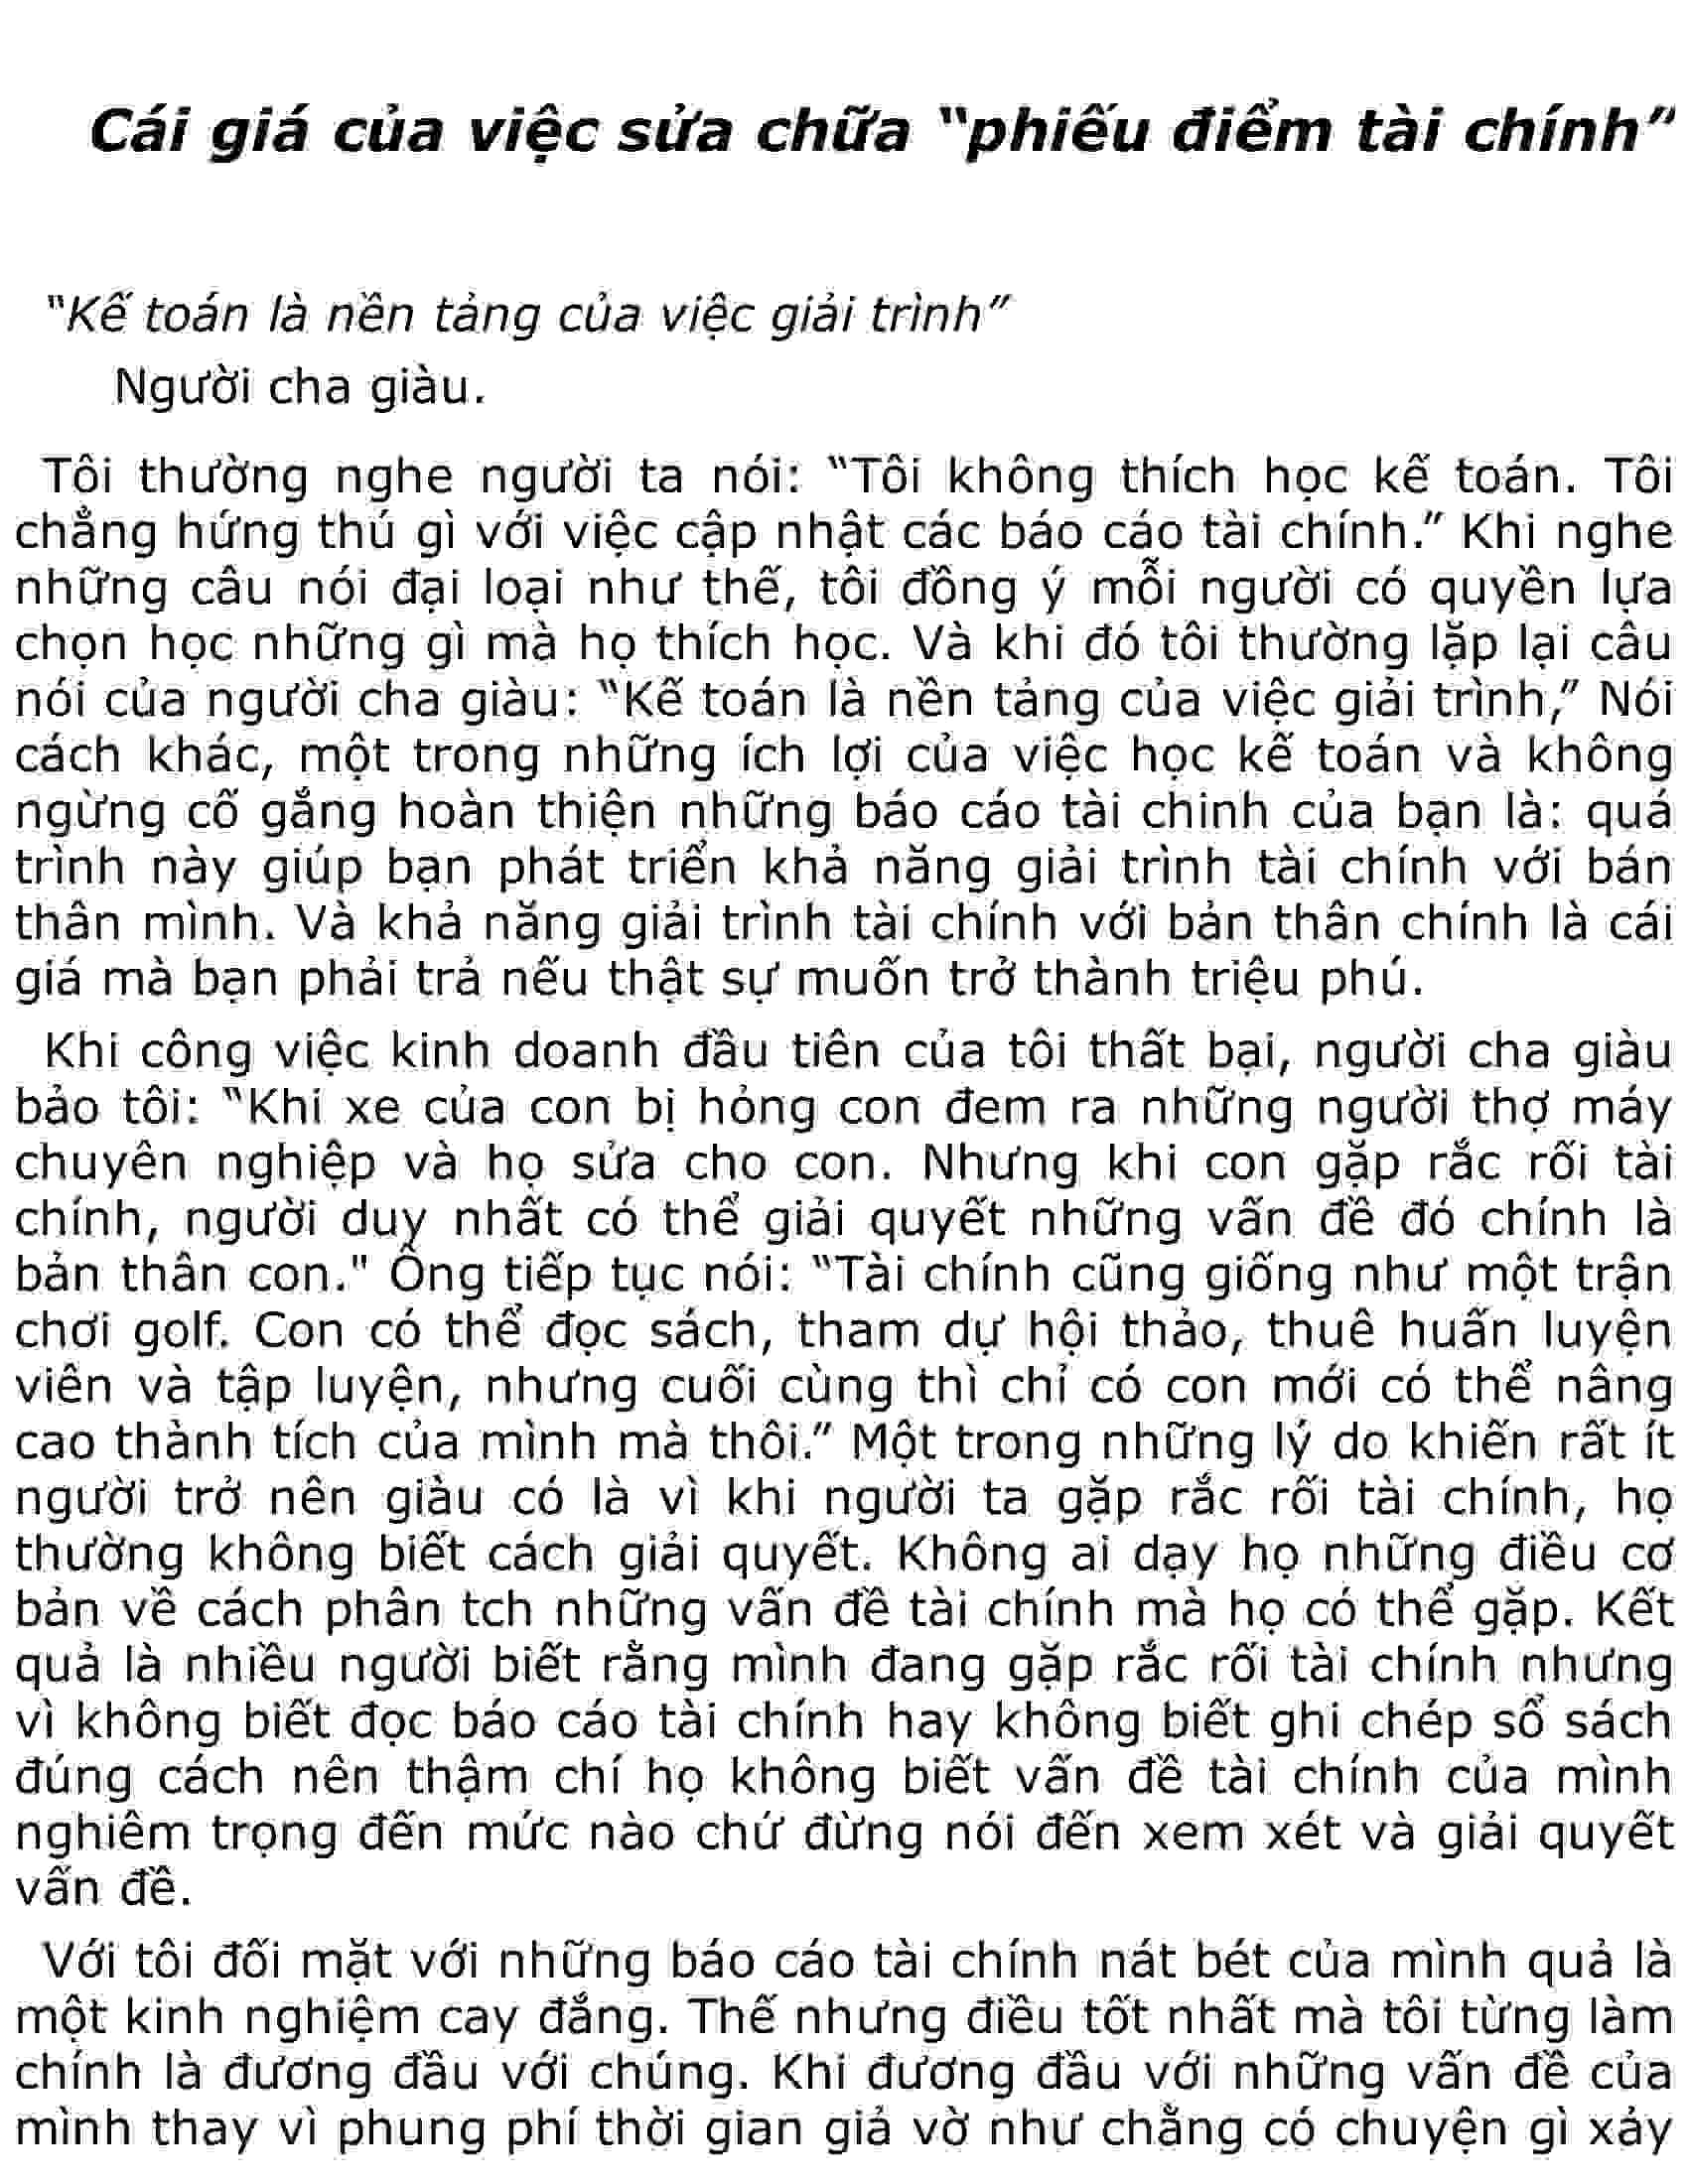 Cái giá của việc sửa chữa “phiếu điểm tài chính”
“Kế toán là nền tảng của việc giải trình”
Người cha giàu.
Tôi thường nghe người ta nói: “Tôi không thích học kế toán. Tôi
chẳng hứng thú gì với việc cập nhật các báo cáo tài chính.” Khi nghe
những câu nói đại loại như thế, tôi đồng ý mỗi người có quyền lựa
chọn học những gì mà họ thích học. Và khi đó tôi thường lặp lại câu
nói của người cha giàu: “Kế toán là nền tảng của việc giải trình,” Nói
cách khác, một trong những ích lợi của việc học kế toán và không
ngừng cố gắng hoàn thiện những báo cáo tài chinh của bạn là: quá
trình này giúp bạn phát triển khả năng giải trình tài chính với bán
thân mình. Và khả năng giải trình tài chính với bản thân chính là cái
giá mà bạn phải trả nếu thật sự muốn trở thành triệu phú.
Khi công việc kinh doanh đầu tiên của tôi thất bại, người cha giàu
bảo tôi: “Khi xe của con bị hỏng con đem ra những người thợ máy
chuyên nghiệp và họ sửa cho con. Nhưng khi con gặp rắc rối tài
chính, người duy nhất có thể giải quyết những vấn đề đó chính là
bản thân con." Ông tiếp tục nói: “Tài chính cũng giống như một trận
chơi golf. Con có thể đọc sách, tham dự hội thảo, thuê huấn luyện
viên và tập luyện, nhưng cuối cùng thì chỉ có con mới có thể nâng
cao thành tích của mình mà thôi.” Một trong những lý do khiến rất ít
người trở nên giàu có là vì khi người ta gặp rắc rối tài chính, họ
thường không biết cách giải quyết. Không ai dạy họ những điều cơ
bản về cách phân tch những vấn đề tài chính mà họ có thể gặp. Kết
quả là nhiều người biết rằng mình đang gặp rắc rối tài chính nhưng
vì không biết đọc báo cáo tài chính hay không biết ghi chép sổ sách
đúng cách nên thậm chí họ không biết vấn đề tài chính của mình
nghiêm trọng đến mức nào chứ đừng nói đến xem xét và giải quyết
vấn đề.
Với tôi đối mặt với những báo cáo tài chính nát bét của mình quả là
một kinh nghiệm cay đắng. Thế nhưng điều tốt nhất mà tôi từng làm
chính là đương đầu với chúng. Khi đương đầu với những vấn đề của
mình thay vì phung phí thời gian giả vờ như chẳng có chuyện gì xảy